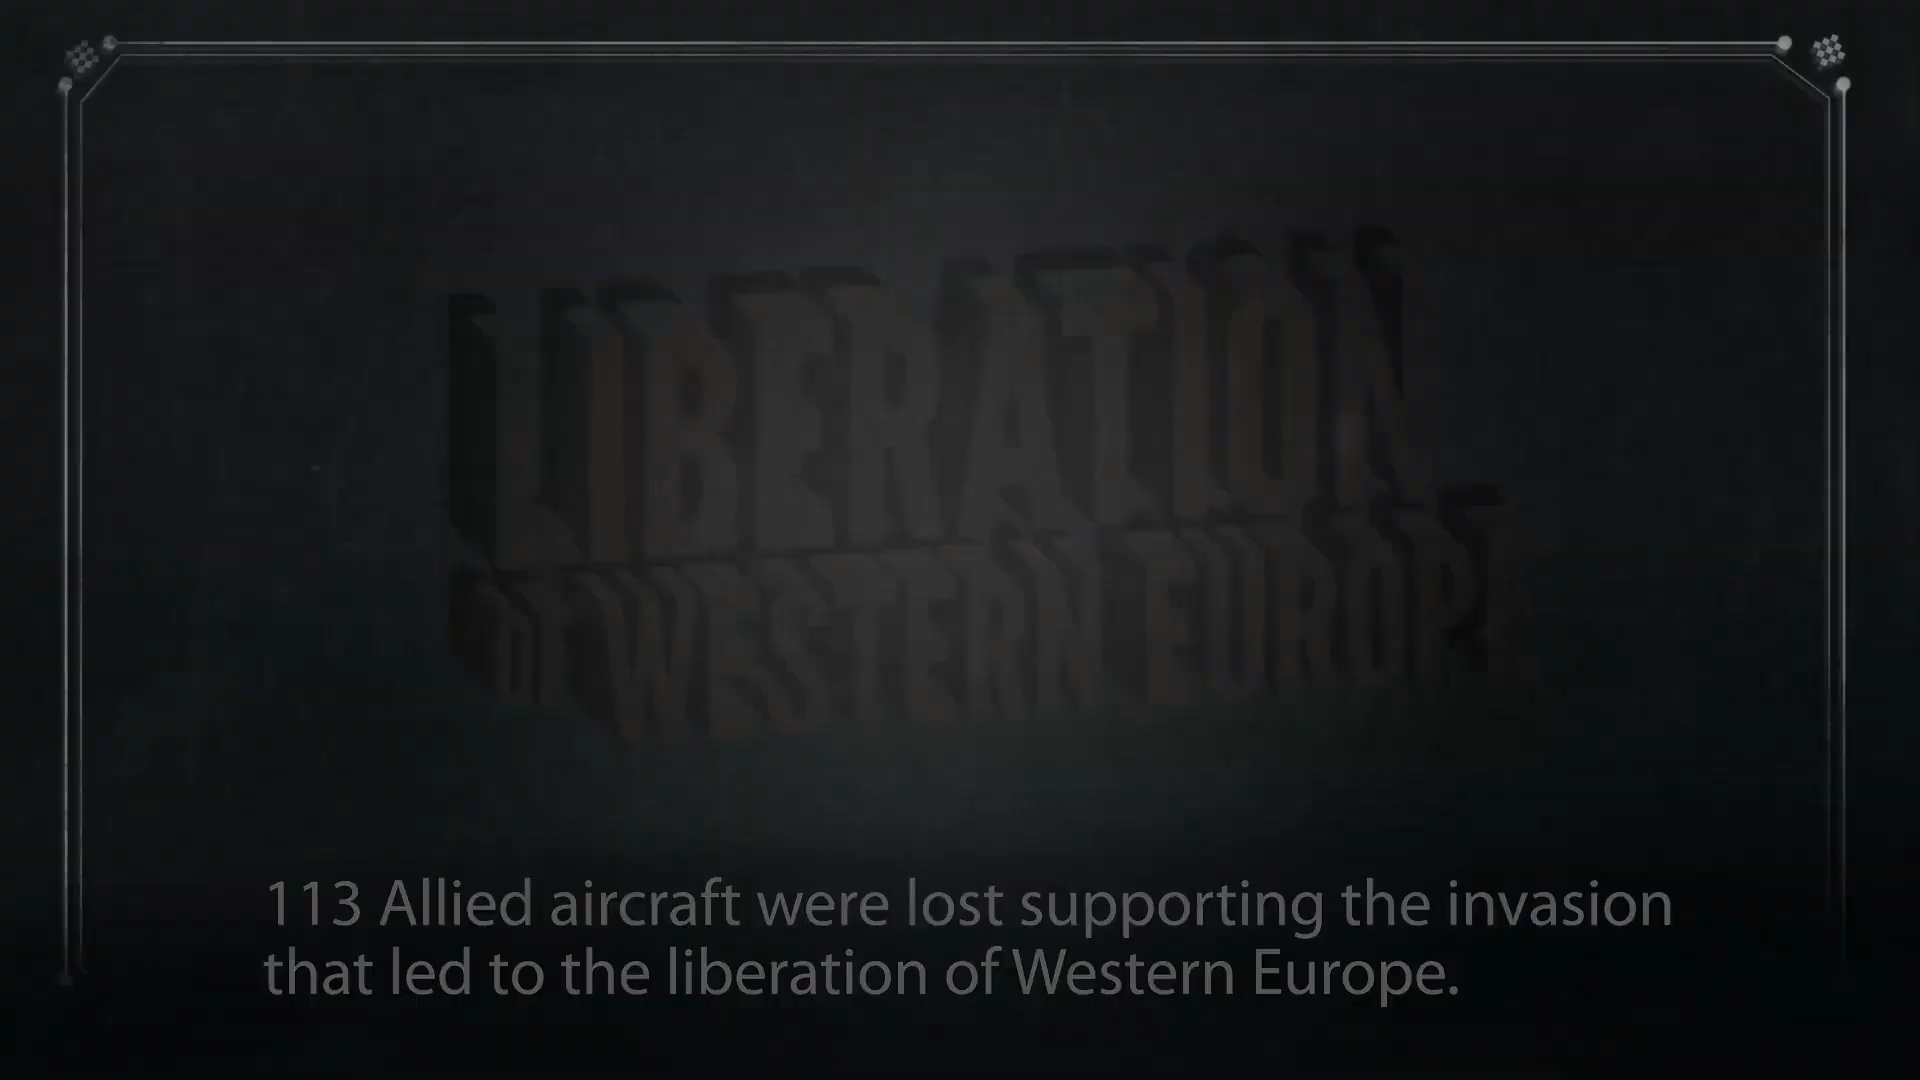 LIBERATION
OF WESTERN EUROPE
113 Allied aircraft were lost supporting the invasion
that led to the liberation of Western Europe.